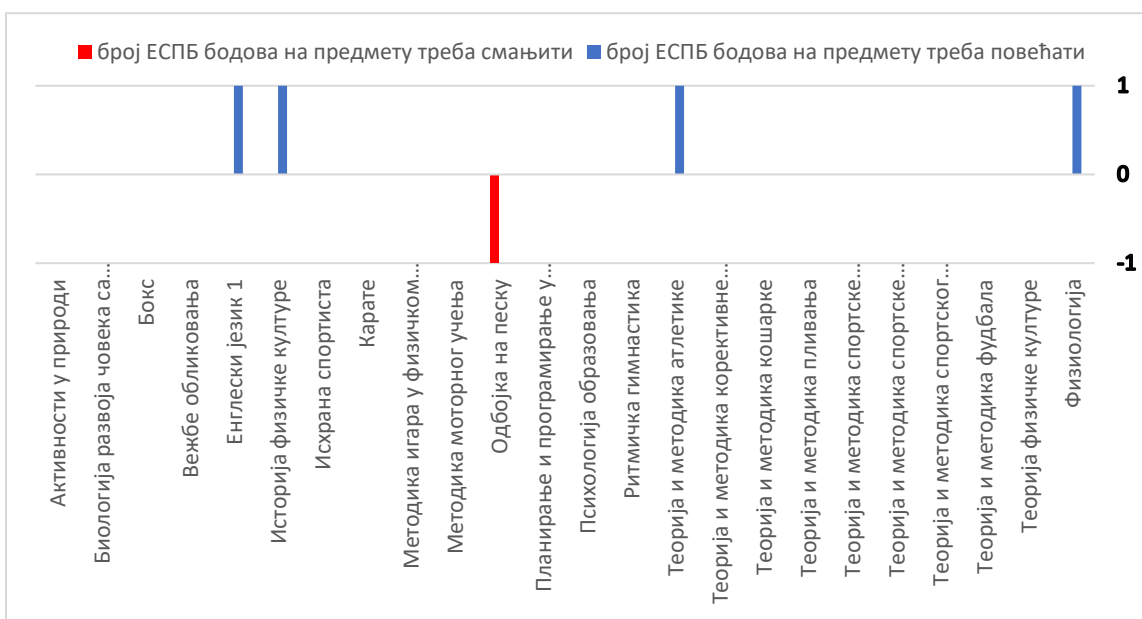 број ЕСПБ бодова на предмету треба смањити број ЕСПБ бодова на предмету треба повећати
1
0
-1
Активности у природи
Биологија развоја човека са...
Бокс
Вежбе обликовања
Енглески језик 1
Историја физичке културе
Исхрана спортиста
Карате
Методика игара у физичком...
Методика моторног учења
Одбојка на песку
Планирање и програмирање у...
Психологија образовања
Ритмичка гимнастика
Теорија и методика атлетике
Теорија и методика корективне...
Теорија и методика кошарке
Теорија и методика пливања
Теорија и методика спортске...
Теорија и методика спортске...
Теорија и методика спортског...
Теорија и методика фудбала
Теорија физичке културе
Физиологија